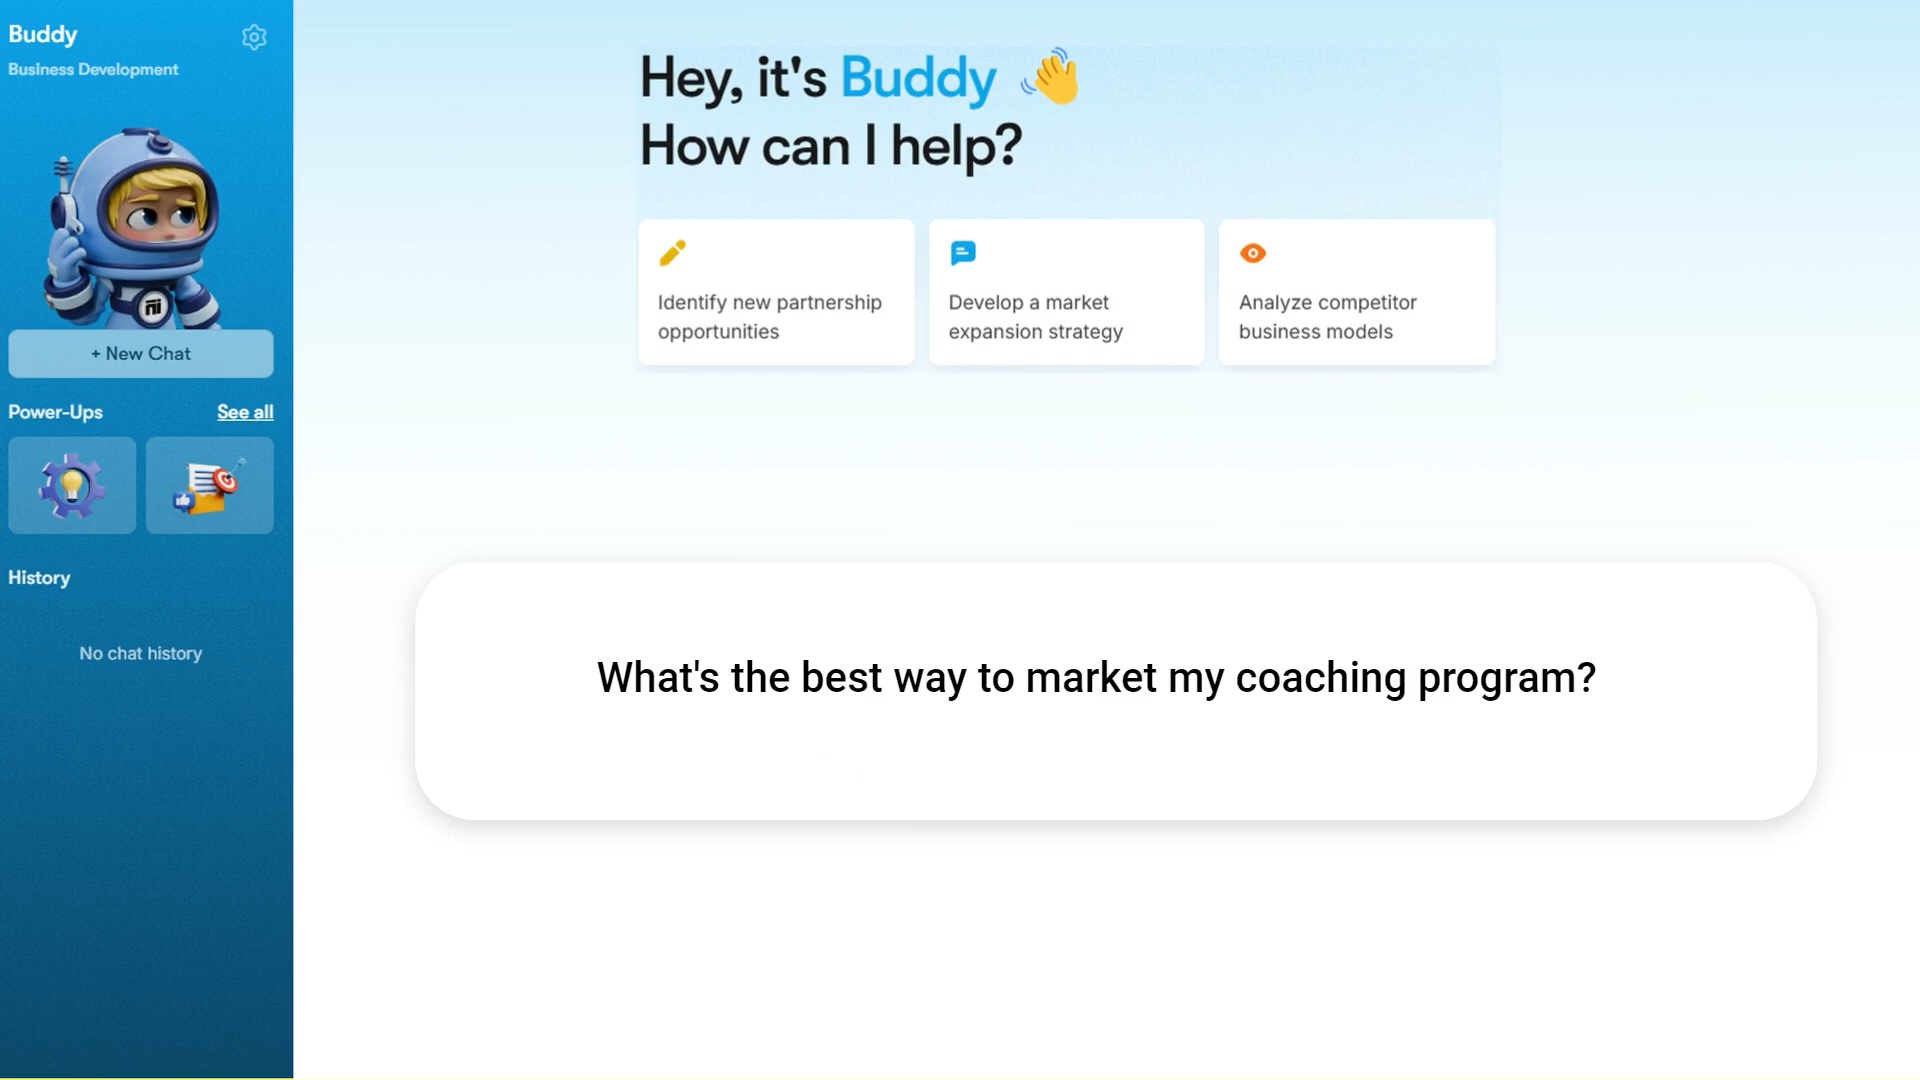 Buddy
Business Development
+ New Chat
Power-Ups
See all
History
No chat history
Hey, it's Buddy 👋
How can I help?
Identify new partnership
opportunities
Develop a market
expansion strategy
Analyze competitor
business models
What's the best way to market my coaching program?